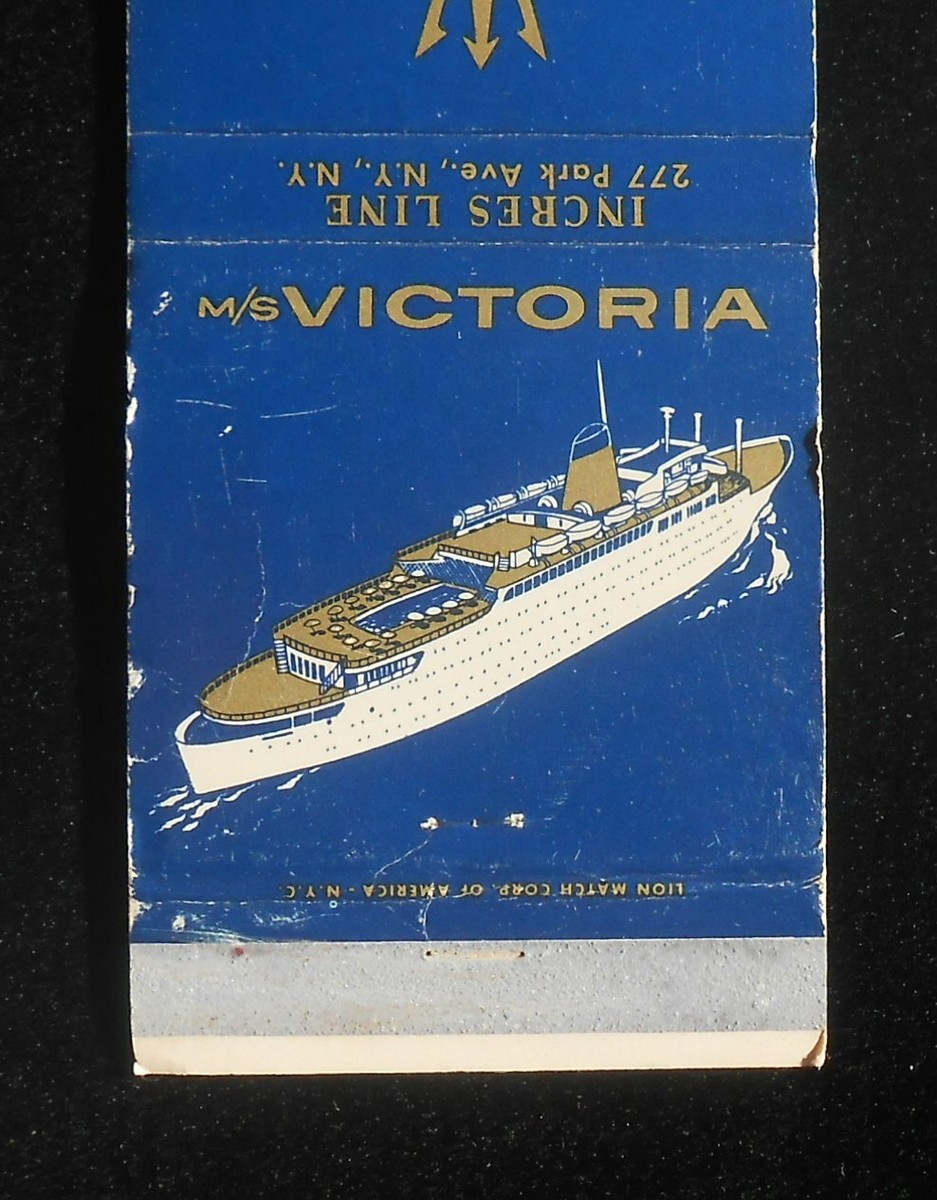 INCRES LINE
277 Park Ave., N.Y., N.Y.
M/S VICTORIA
LION MATCH CORP. OF AMERICA - N.Y.C.